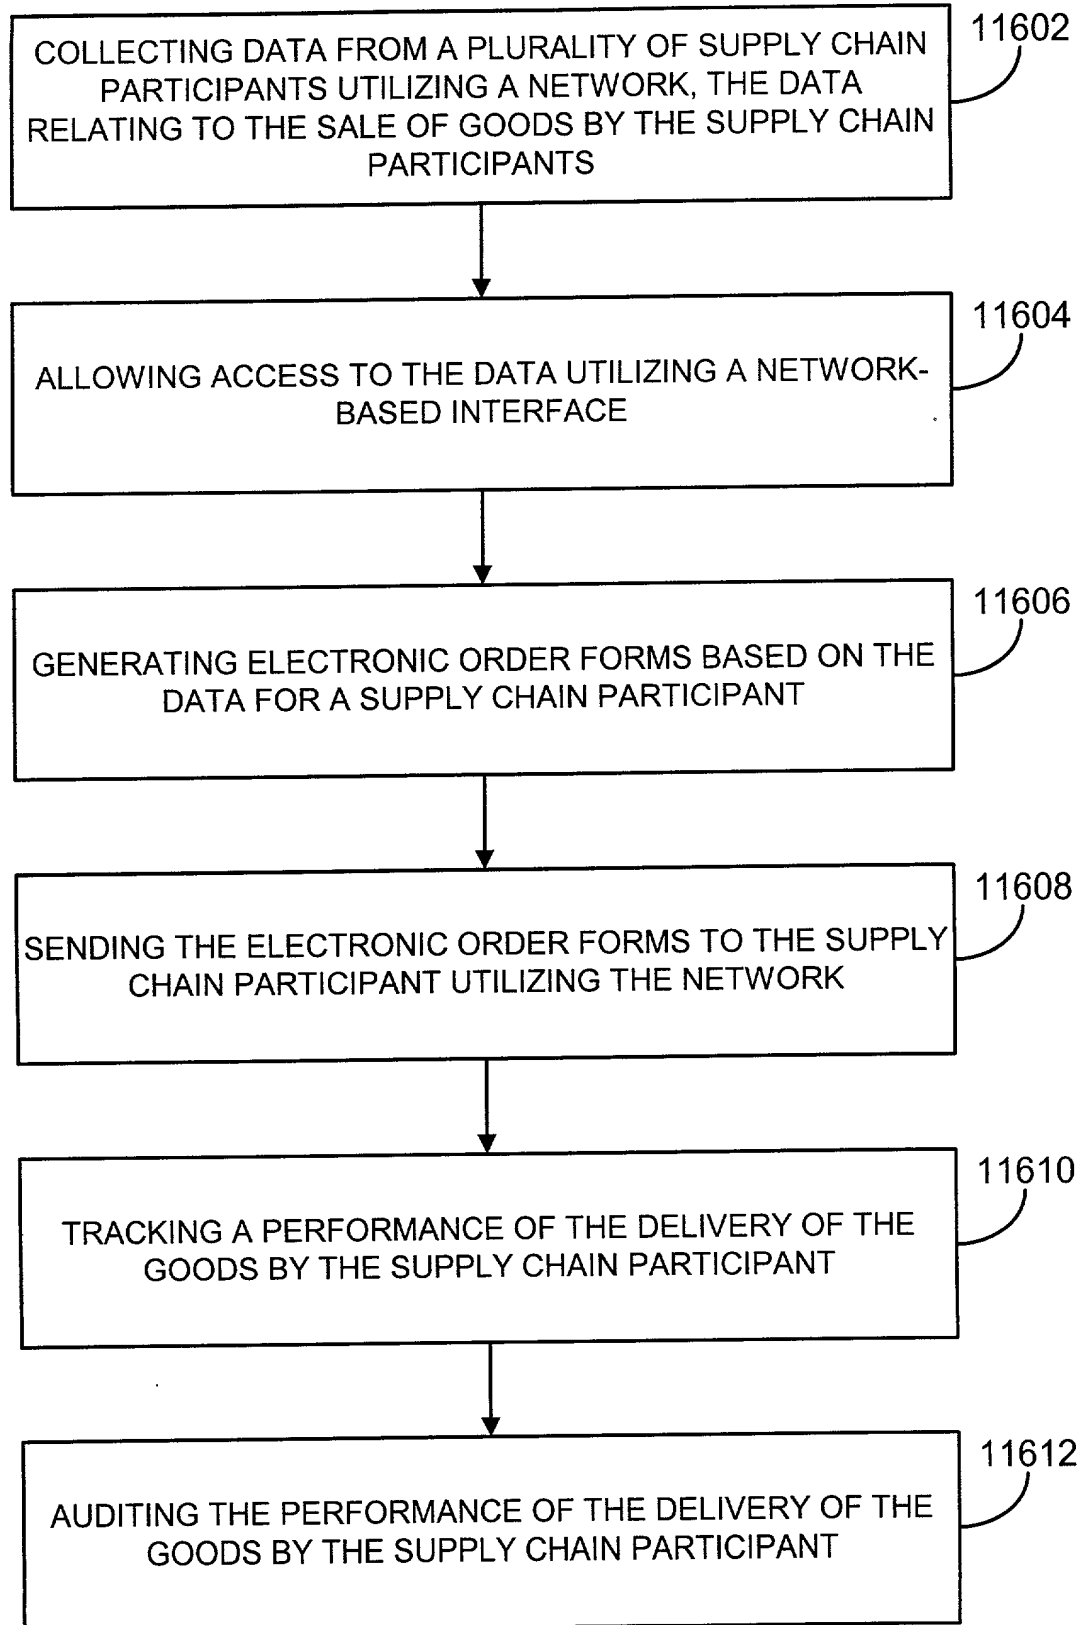 11602
COLLECTING DATA FROM A PLURALITY OF SUPPLY CHAIN
PARTICIPANTS UTILIZING A NETWORK, THE DATA
RELATING TO THE SALE OF GOODS BY THE SUPPLY CHAIN
PARTICIPANTS
11604
ALLOWING ACCESS TO THE DATA UTILIZING A NETWORK-
BASED INTERFACE
11606
GENERATING ELECTRONIC ORDER FORMS BASED ON THE
DATA FOR A SUPPLY CHAIN PARTICIPANT
11608
SENDING THE ELECTRONIC ORDER FORMS TO THE SUPPLY
CHAIN PARTICIPANT UTILIZING THE NETWORK
11610
TRACKING A PERFORMANCE OF THE DELIVERY OF THE
GOODS BY THE SUPPLY CHAIN PARTICIPANT
11612
AUDITING THE PERFORMANCE OF THE DELIVERY OF THE
GOODS BY THE SUPPLY CHAIN PARTICIPANT